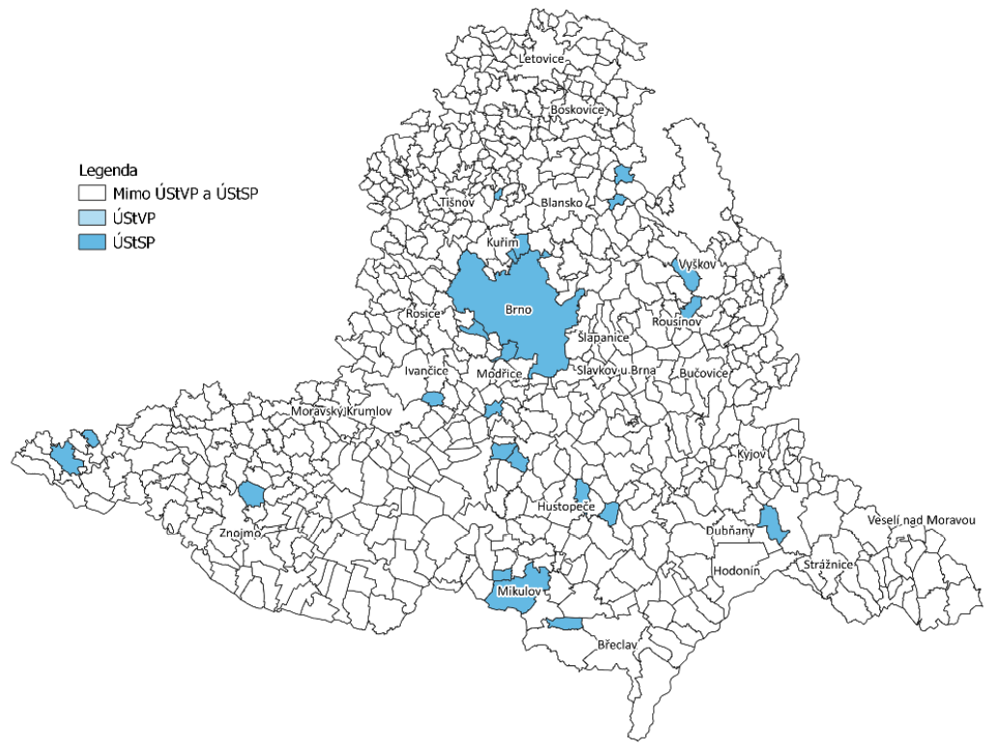 Letovice
Boskovice
Legenda
Mimo ÚStVP a ÚStSP
ÚStVP
ÚStSP
Tišnov
Blansko
Kuřim
Vyškov
Brno
Rosice
Rousínov
Šlapanice
Ivančice
Modřice
Slavkov u Brna
Bučovice
Moravský Krumlov
Kyjov
Hustopeče
Znojmo
Dubňany
Veselí nad Moravou
Hodonín
Strážnice
Mikulov
Břeclav